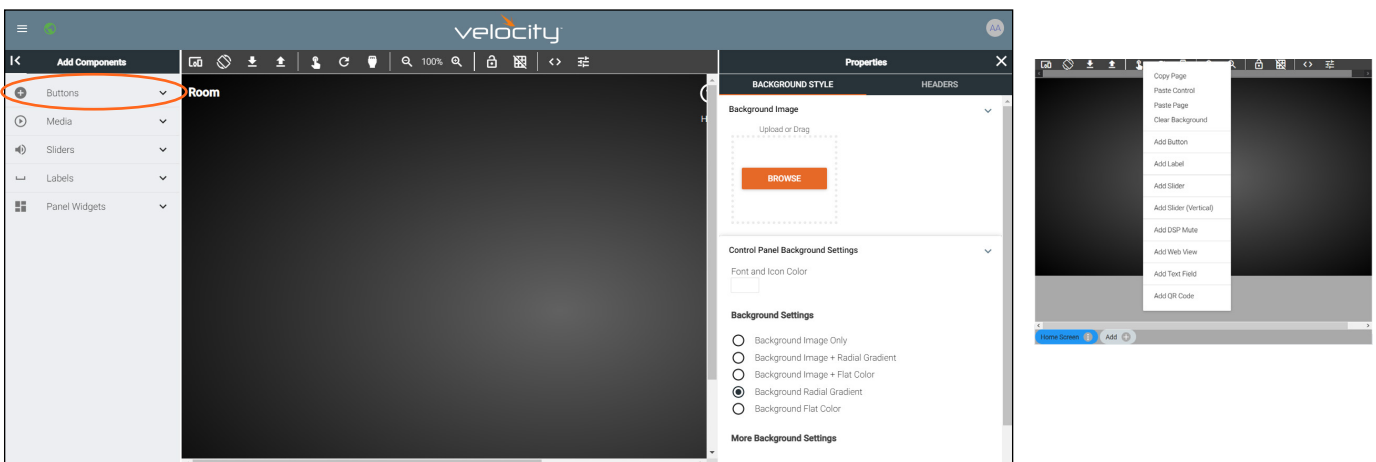 velocity
AA
Add Components
Buttons
Media
Sliders
Labels
Panel Widgets
100%
Room
H
Properties
BACKGROUND STYLE
HEADERS
Background Image
Upload or Drag
BROWSE
Control Panel Background Settings
Font and Icon Color
Background Settings
Background Image Only
Background Image + Radial Gradient
Background Image + Flat Color
Background Radial Gradient
Background Flat Color
More Background Settings
Copy Page
Paste Control
Paste Page
Clear Background
Add Button
Add Label
Add Slider
Add Slider (Vertical)
Add DSP Mute
Add Web View
Add Text Field
Add QR Code
Home Screen
Add